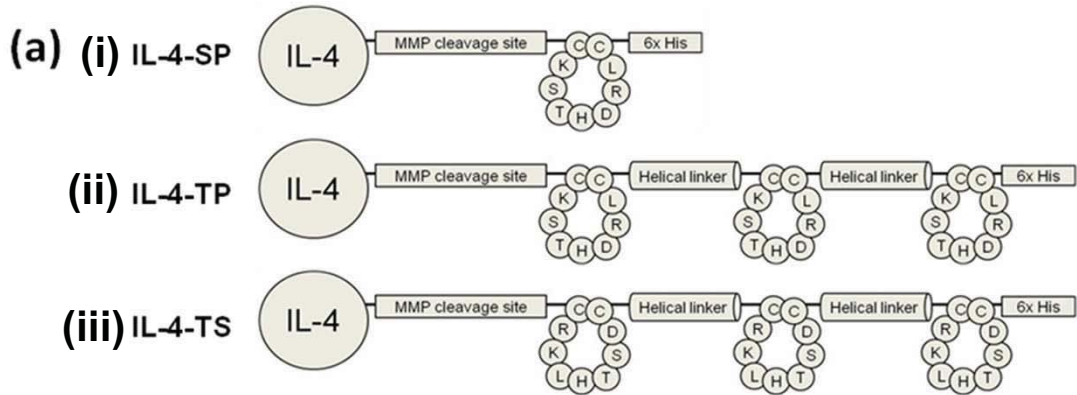 (a) (i) IL-4-SP IL-4 MMP cleavage site C C 6x His
K L
S R
T H D
(ii) IL-4-TP IL-4 MMP cleavage site C C Helical linker C C Helical linker C C 6x His
K L K L K L
S R S R S R
T H D T H D T H D
(iii) IL-4-TS IL-4 MMP cleavage site C C Helical linker C C Helical linker C C 6x His
R D R D R D
K S K S K S
L H T L H T L H T